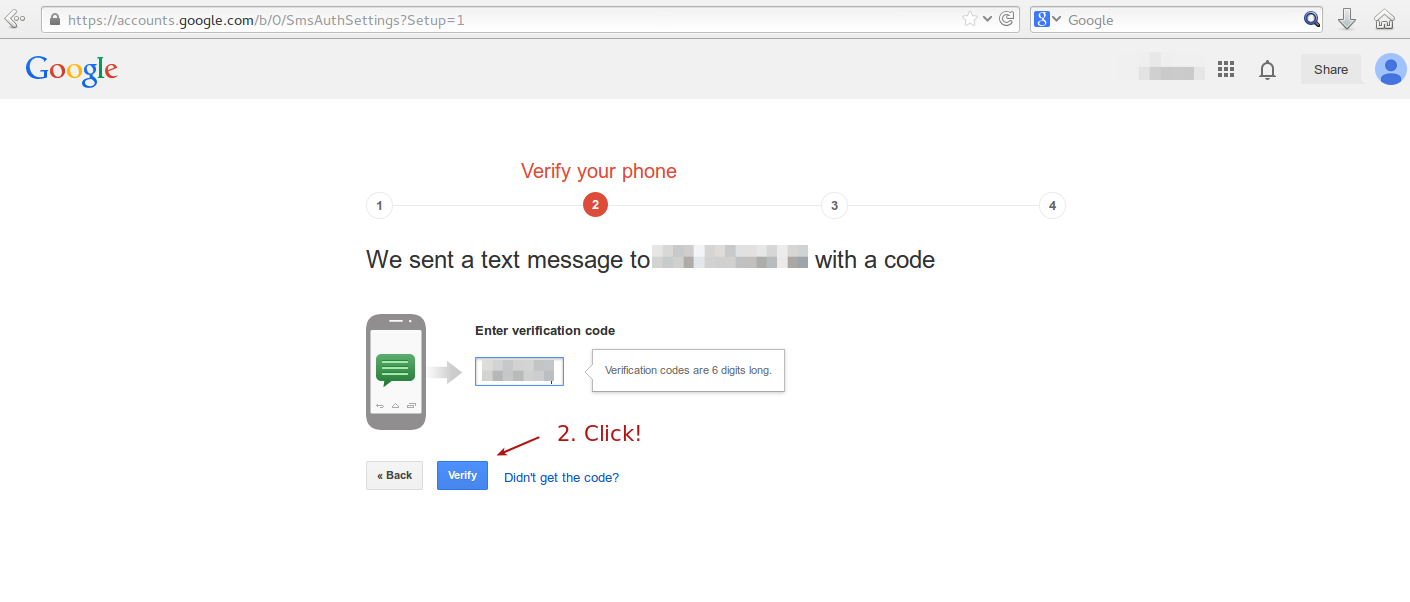 https://accounts.google.com/b/0/SmsAuthSettings?Setup=1
8 Google
Google
Share
Verify your phone
1 2 3 4
We sent a text message to with a code
Enter verification code
Verification codes are 6 digits long.
2. Click!
« Back Verify Didn't get the code?